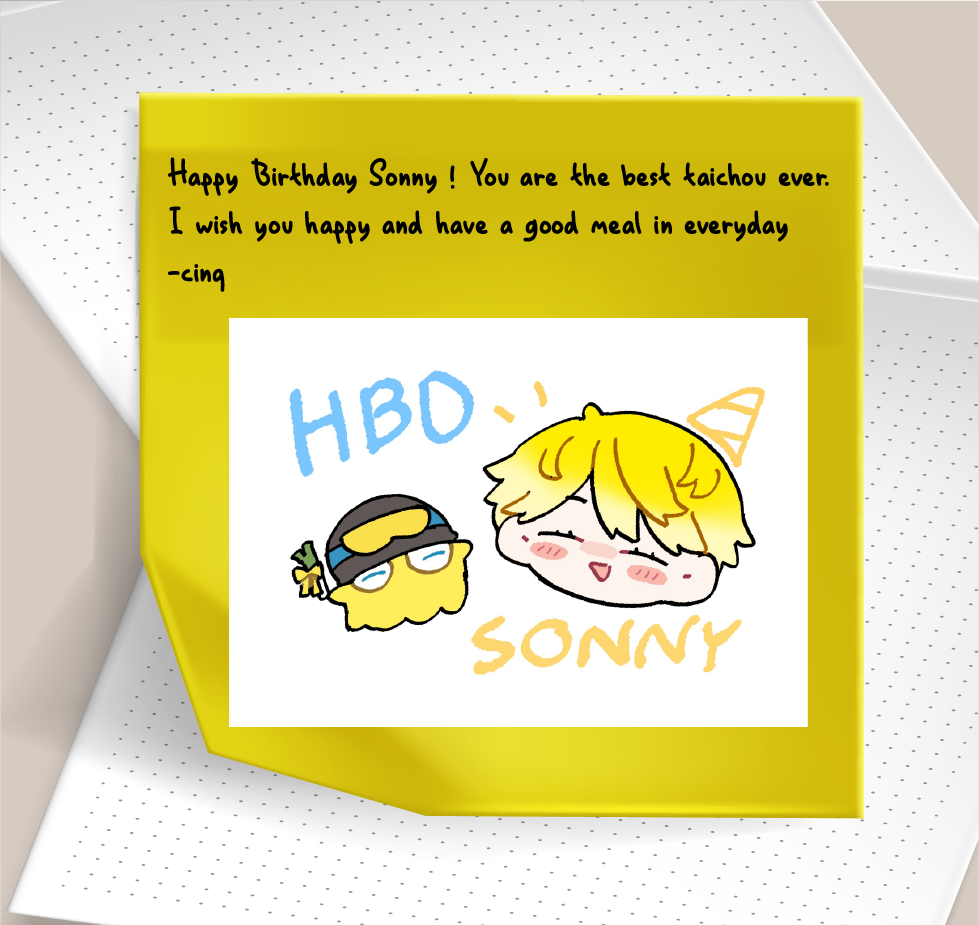 Happy Birthday Sonny ! You are the best taichou ever.
I wish you happy and have a good meal in everyday
-cinq
HBD
SONNY